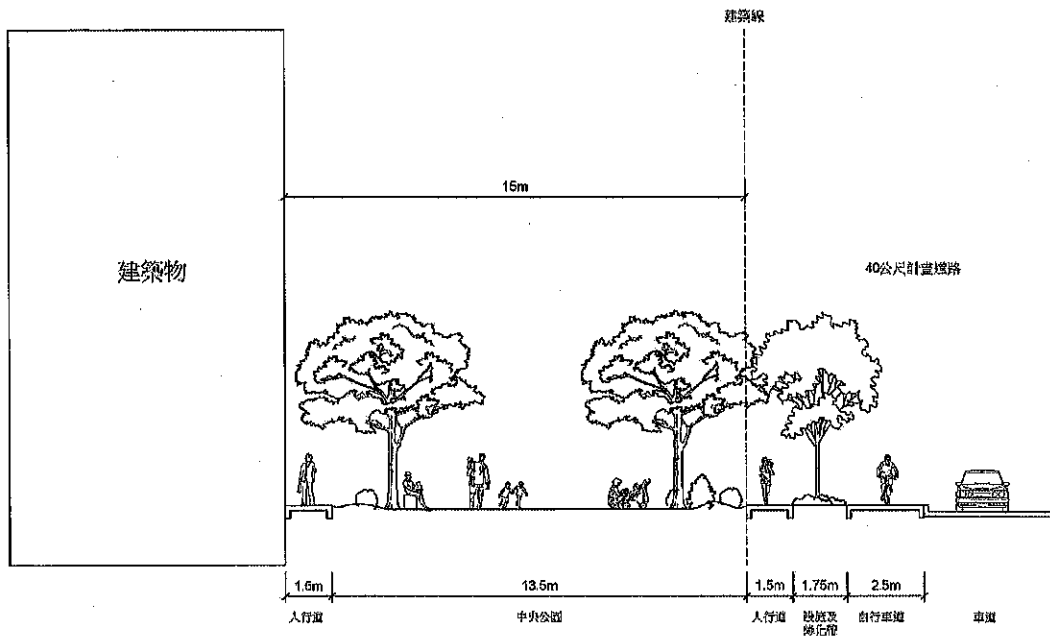 建築線
15m
建築物
40公尺計畫道路
1.5m
13.5m
1.5m
1.75m
2.5m
人行道
中央公園
人行道
設施及
綠化帶
自行車道
車道